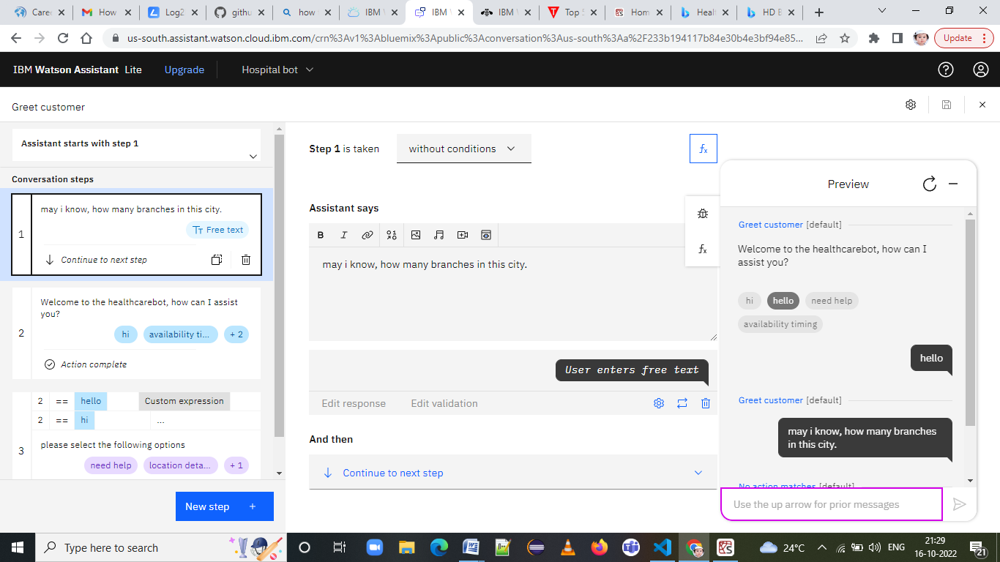 Caree
How
Log2
githu
how
IBM
IBM
IBM
Top 5
Hom
Healt
HD B
us-south.assistant.watson.cloud.ibm.com/crn%3Av1%3Abluemix%3Apublic%3Aconversation%3Aus-south%3Aa%2F233b194117b84e30b4e3bf94e85...
Update
IBM Watson Assistant Lite
Upgrade
Hospital bot
Greet customer
Assistant starts with step 1
Conversation steps
1
may i know, how many branches in this city.
Free text
Continue to next step
2
Welcome to the healthcarebot, how can I assist
you?
hi
availability ti...
+ 2
Action complete
2 == hello Custom expression
2 == hi ...
3
please select the following options
need help
location deta...
+ 1
New step +
Step 1 is taken
without conditions
fx
Assistant says
B I
may i know, how many branches in this city.
User enters free text
Edit response
Edit validation
And then
Continue to next step
fx
Preview
Greet customer [default]
Welcome to the healthcarebot, how can I
assist you?
hi
hello
need help
availability timing
hello
Greet customer [default]
may i know, how many branches
in this city.
No action matches [default]
Use the up arrow for prior messages
Type here to search
24°C
ENG
21:29
16-10-2022
21